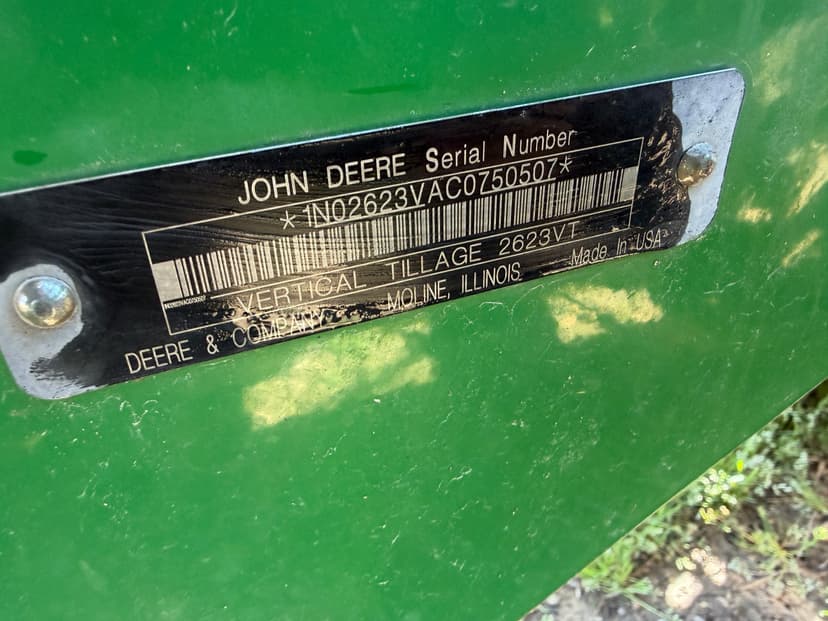 JOHN DEERE Serial Number
*1N02623VAC0750507*
VERTICAL TILLAGE 2623VT
DEERE & COMPANY MOLINE, ILLINOIS Made In USA